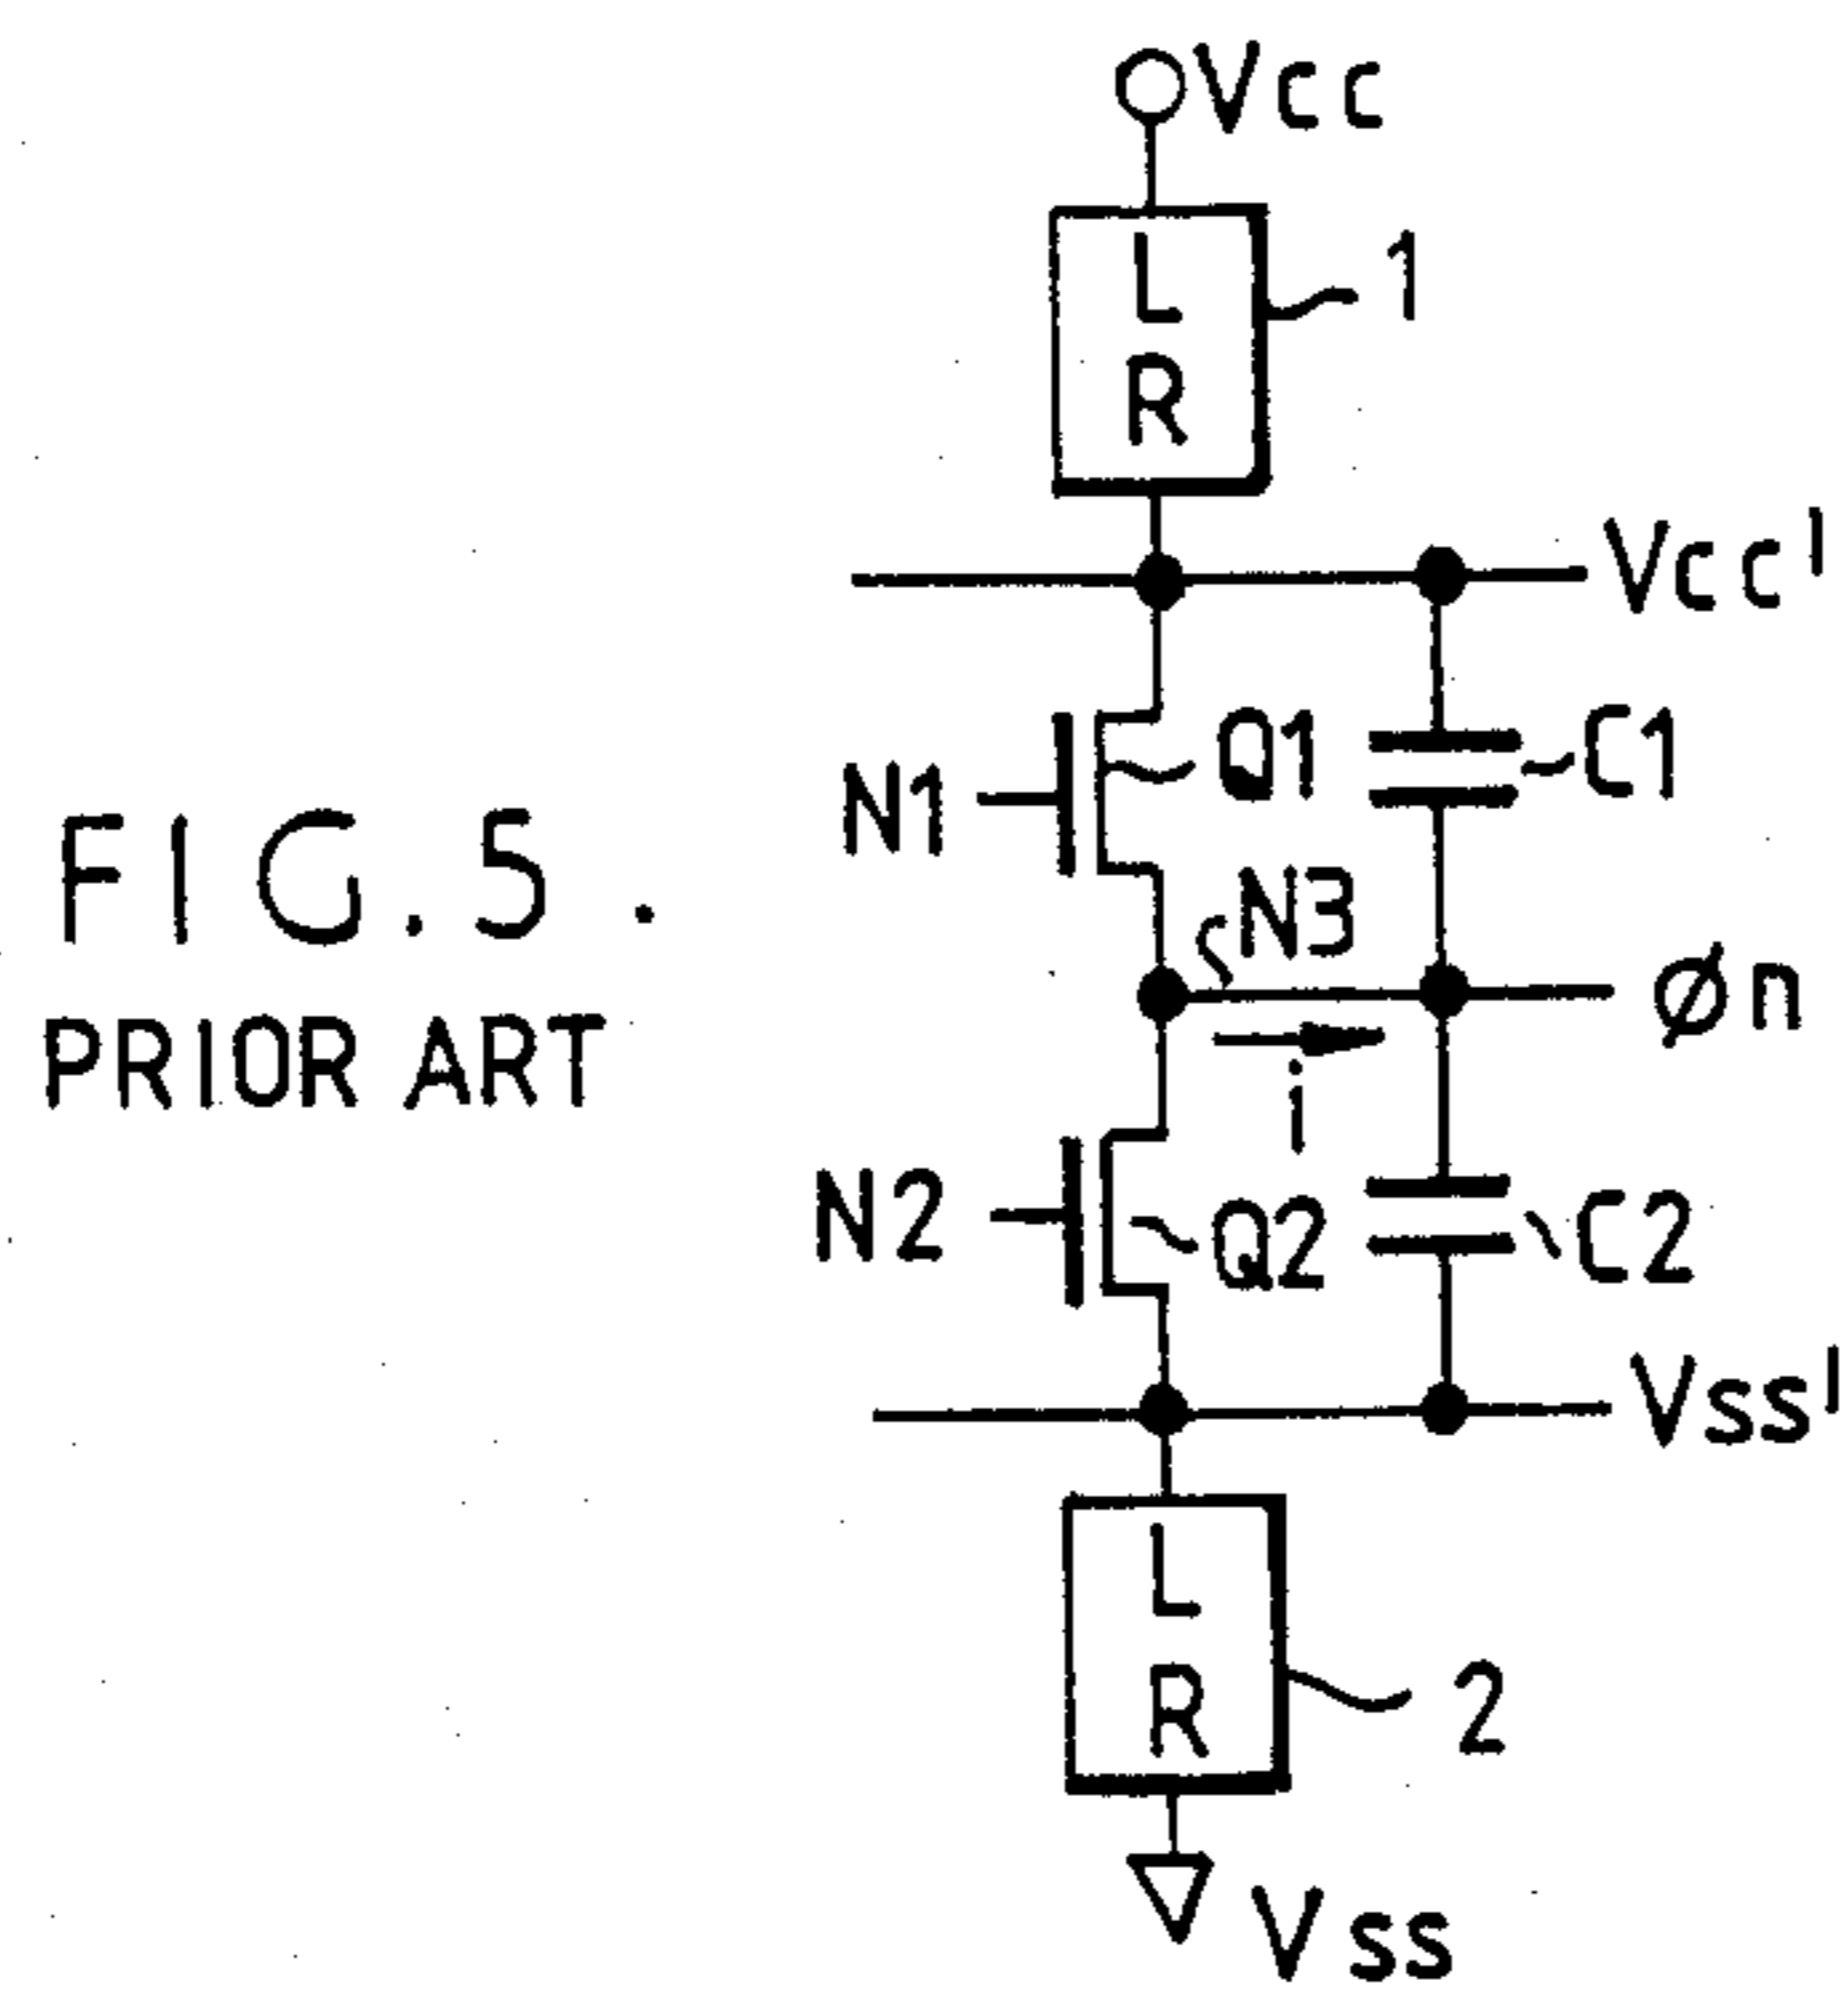 Vcc
L
R
1
Vcc'
N1
Q1
C1
FIG. 5.
PRIOR ART
N3
Øn
i
N2
Q2
C2
Vss'
L
R
2
Vss